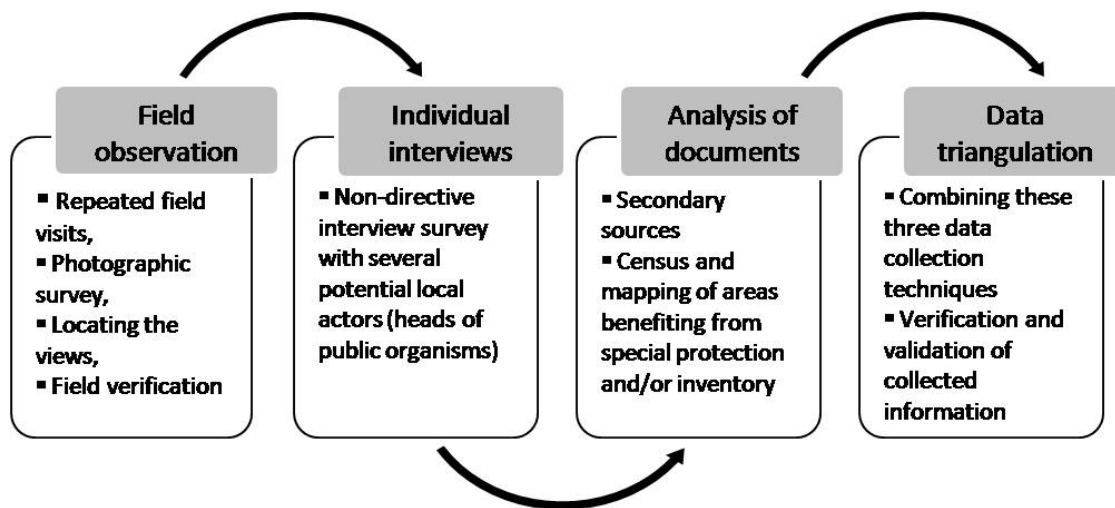 Field
observation
▪ Repeated field
visits,
▪ Photographic
survey,
▪ Locating the
views,
▪ Field verification
Individual
interviews
▪ Non-directive
interview survey
with several
potential local
actors (heads of
public organisms)
Analysis of
documents
▪ Secondary
sources
▪ Census and
mapping of areas
benefiting from
special protection
and/or inventory
Data
triangulation
▪ Combining these
three data
collection
techniques
▪ Verification and
validation of
collected
information